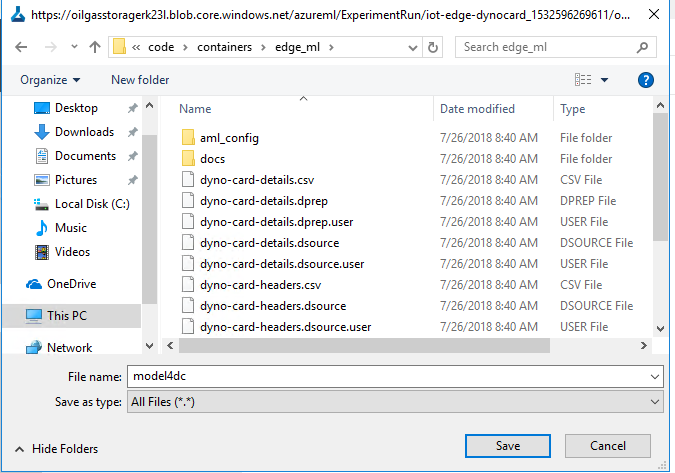 https://oilgasstoragerk23l.blob.core.windows.net/azureml/ExperimentRun/iot-edge-dynocard_1532596269611/o...
« code > containers > edge_ml > Search edge_ml
Organize New folder
Name Date modified Type
Desktop
Downloads
Documents
Pictures
Local Disk (C:)
Music
Videos
OneDrive
This PC
Network
aml_config 7/26/2018 8:40 AM File folder
docs 7/26/2018 8:40 AM File folder
dyno-card-details.csv 7/26/2018 8:40 AM CSV File
dyno-card-details.dprep 7/26/2018 8:40 AM DPREP File
dyno-card-details.dprep.user 7/26/2018 8:40 AM USER File
dyno-card-details.dsource 7/26/2018 8:40 AM DSOURCE File
dyno-card-details.dsource.user 7/26/2018 8:40 AM USER File
dyno-card-headers.csv 7/26/2018 8:40 AM CSV File
dyno-card-headers.dsource 7/26/2018 8:40 AM DSOURCE File
dyno-card-headers.dsource.user 7/26/2018 8:40 AM USER File
File name: model4dc
Save as type: All Files (*.*)
Hide Folders Save Cancel